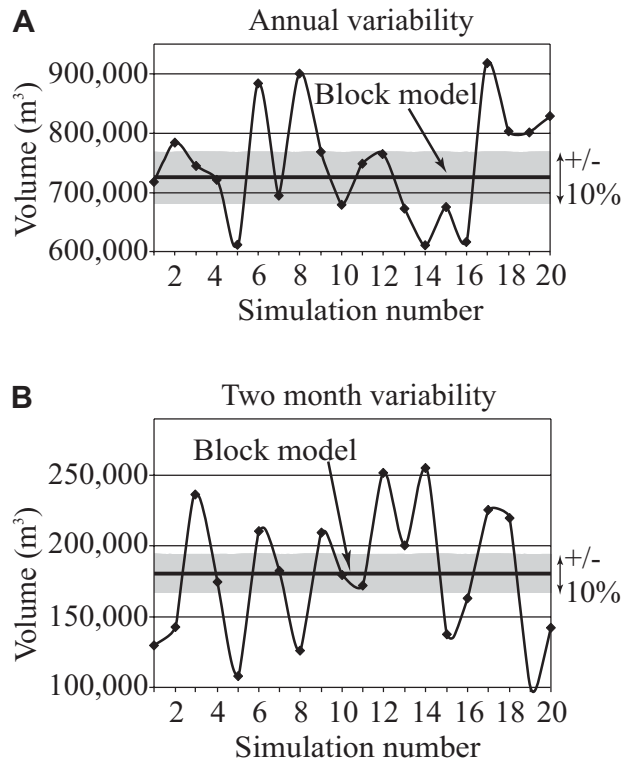 A
Annual variability
Volume (m³)
900,000
800,000
700,000
600,000
Block model
+/-
10%
2 4 6 8 10 12 14 16 18 20
Simulation number
B
Two month variability
Volume (m³)
250,000
200,000
150,000
100,000
Block model
+/-
10%
2 4 6 8 10 12 14 16 18 20
Simulation number